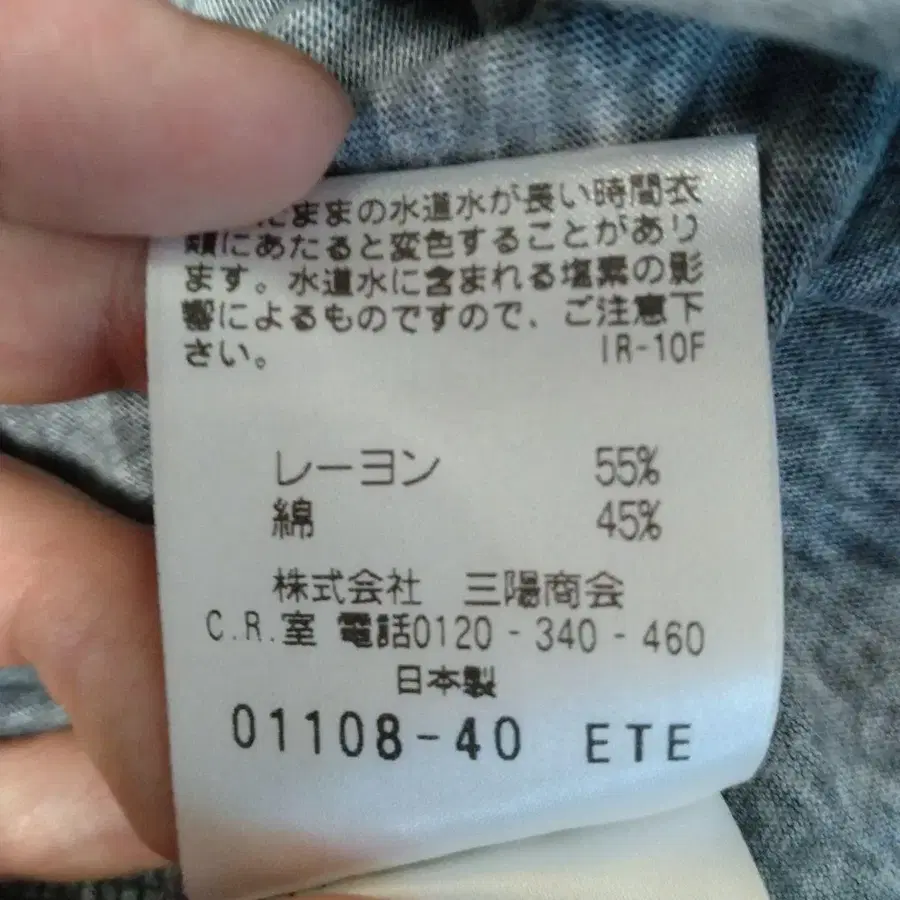 ままの水道水が長い時間衣
類にあたると変色することがあり
ます。水道水に含まれる塩素の影
響によるものですので、ご注意下
さい。 IR-10F
レーヨン 55%
綿 45%
株式会社 三陽商会
C.R.室 電話0120-340-460
日本製
01108-40 ETE